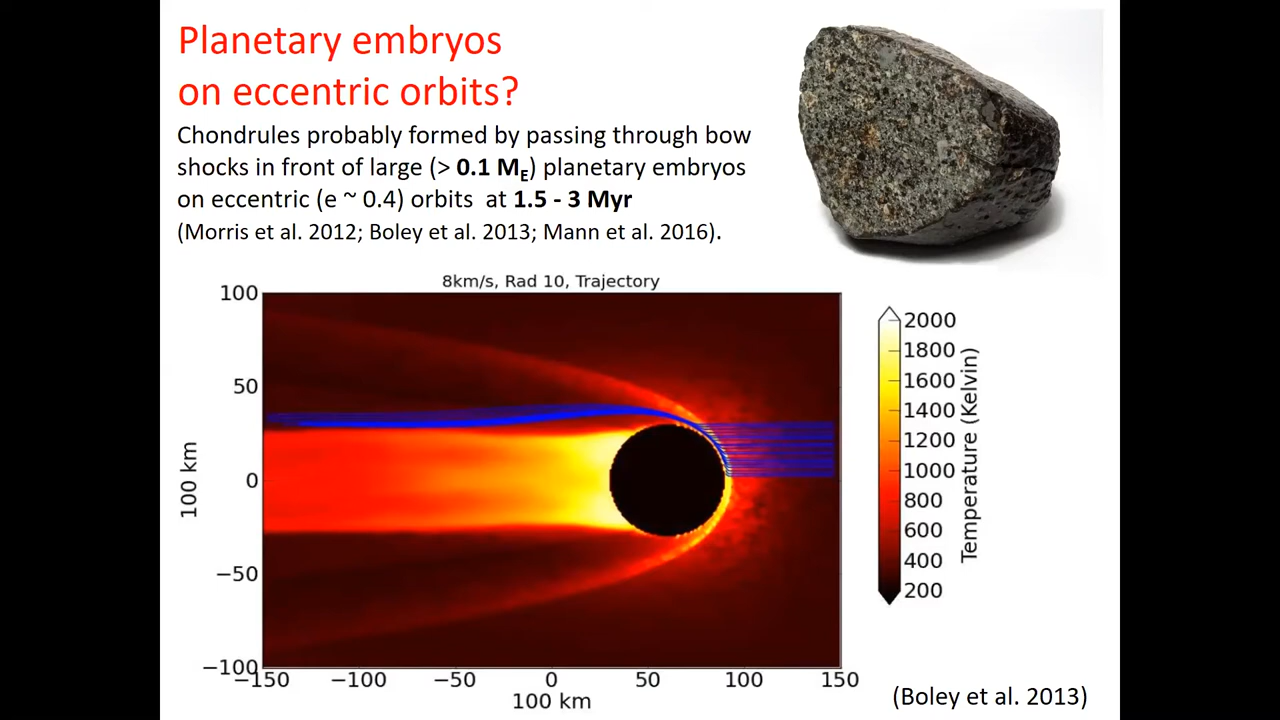 Planetary embryos
on eccentric orbits?
Chondrules probably formed by passing through bow
shocks in front of large (> 0.1 ME) planetary embryos
on eccentric (e ~ 0.4) orbits at 1.5 - 3 Myr
(Morris et al. 2012; Boley et al. 2013; Mann et al. 2016).
8km/s, Rad 10, Trajectory
100
50
0
−50
−100
100 km
−150
−100
−50
0
50
100
150
100 km
2000
1800
1600
1400
1200
1000
800
600
400
200
Temperature (Kelvin)
(Boley et al. 2013)